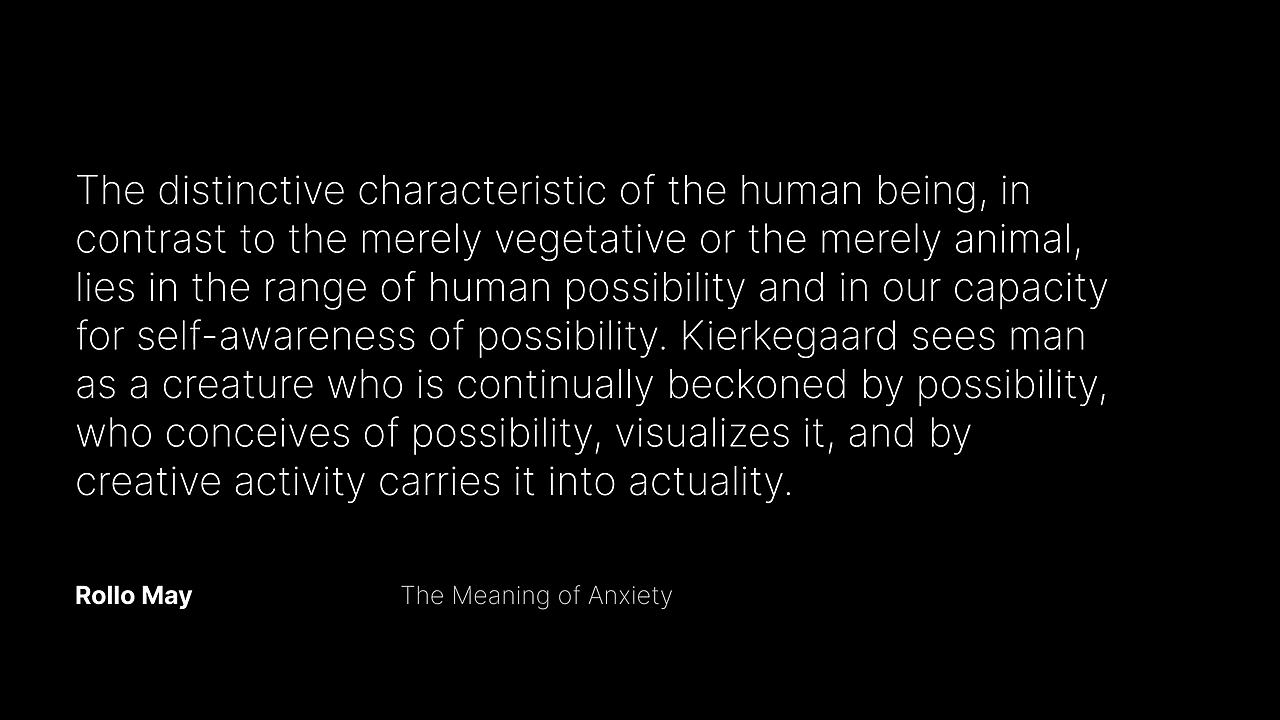 The distinctive characteristic of the human being, in
contrast to the merely vegetative or the merely animal,
lies in the range of human possibility and in our capacity
for self-awareness of possibility. Kierkegaard sees man
as a creature who is continually beckoned by possibility,
who conceives of possibility, visualizes it, and by
creative activity carries it into actuality.
Rollo May The Meaning of Anxiety